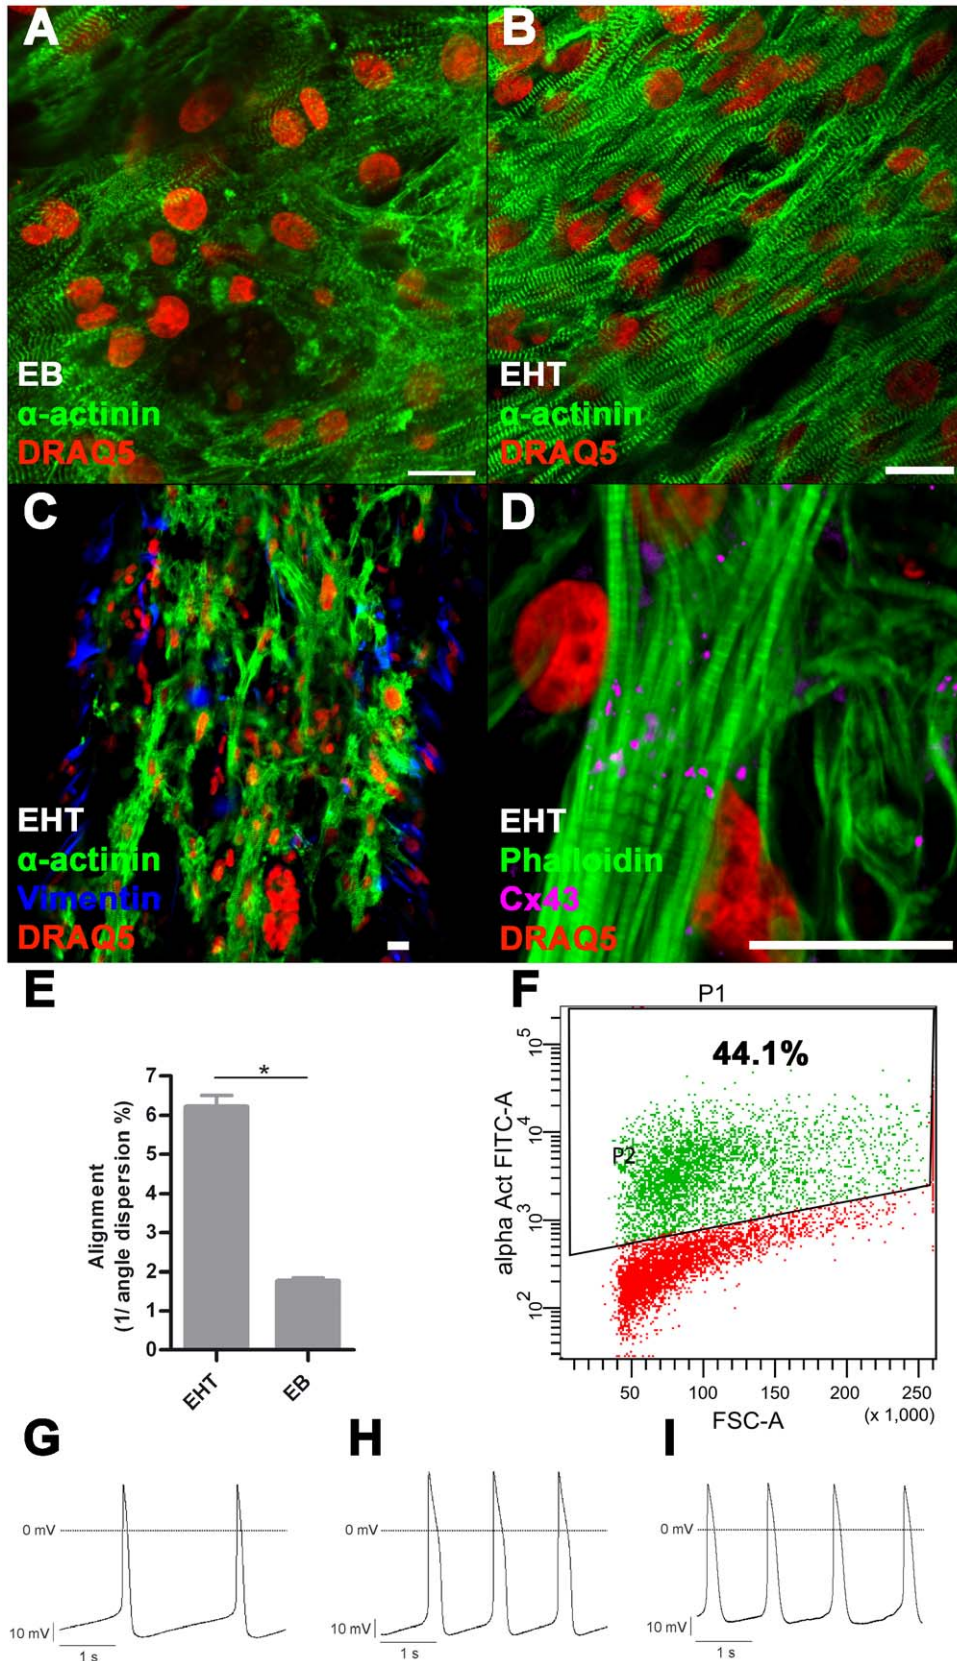 A
EB
α-actinin
DRAQ5
B
EHT
α-actinin
DRAQ5
C
EHT
α-actinin
Vimentin
DRAQ5
D
EHT
Phalloidin
Cx43
DRAQ5
E
7
6
5
4
3
2
1
0
Alignment
(1/ angle dispersion %)
*
EHT
EB
F
P1
44.1%
P2
alpha Act FITC-A
10^5
10^4
10^3
10^2
50 100 150 200 250
(x 1,000)
FSC-A
G
0 mV
10 mV
1 s
H
0 mV
10 mV
1 s
I
0 mV
10 mV
1 s